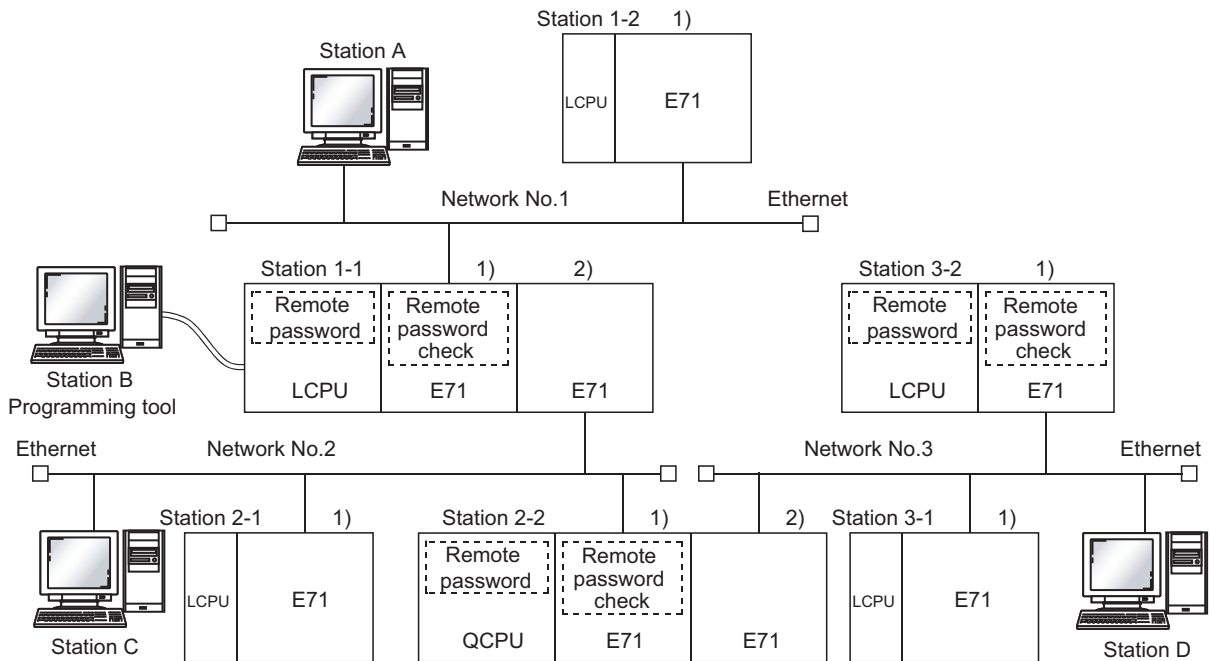 Station 1-2 1)
Station A
LCPU E71
Network No.1 Ethernet
Station 1-1 1) 2)
Remote password
Remote password check
LCPU E71 E71
Station B
Programming tool
Station 3-2 1)
Remote password
Remote password check
LCPU E71
Ethernet Network No.2
Network No.3 Ethernet
Station C
Station 2-1 1)
LCPU E71
Station 2-2 1) 2)
Remote password
Remote password check
QCPU E71 E71
Station 3-1 1)
LCPU E71
Station D